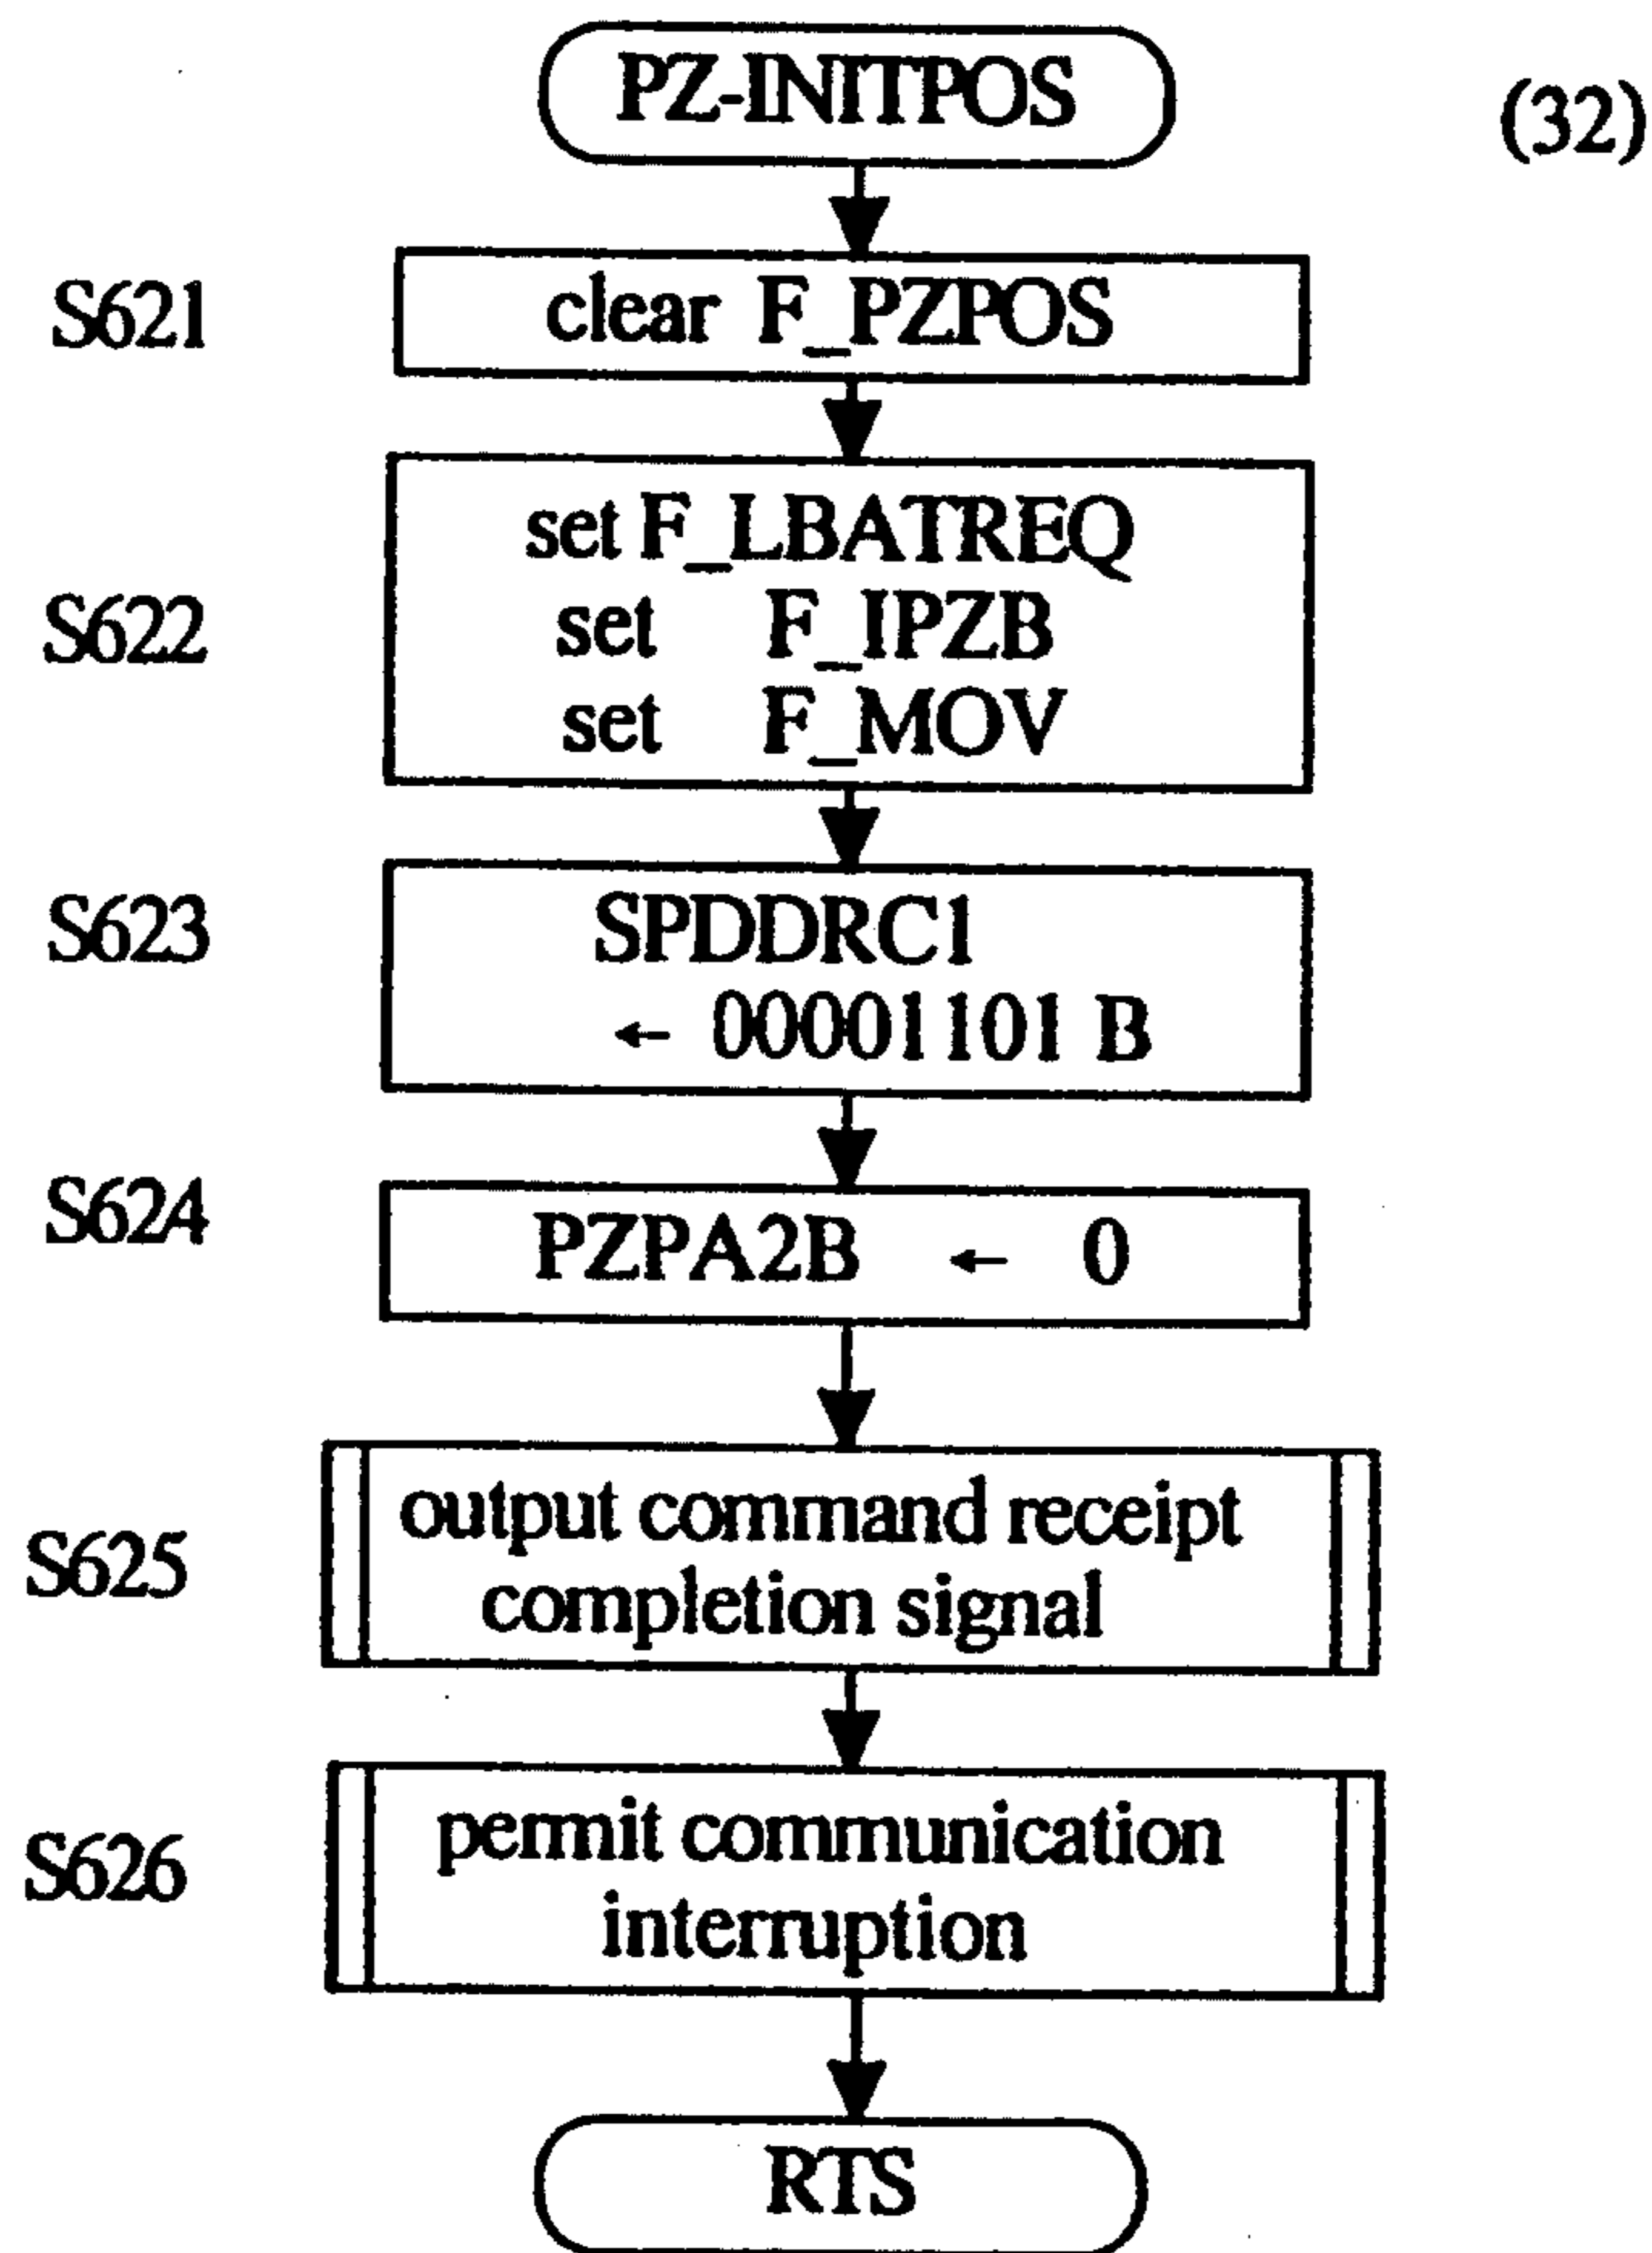 PZ-INITPOS
(32)
S621
clear F_PZPOS
S622
set F_LBATREQ
set F_IPZB
set F_MOV
S623
SPDDRC1
← 00001101 B
S624
PZPA2B ← 0
S625
output command receipt
completion signal
S626
permit communication
interruption
RTS